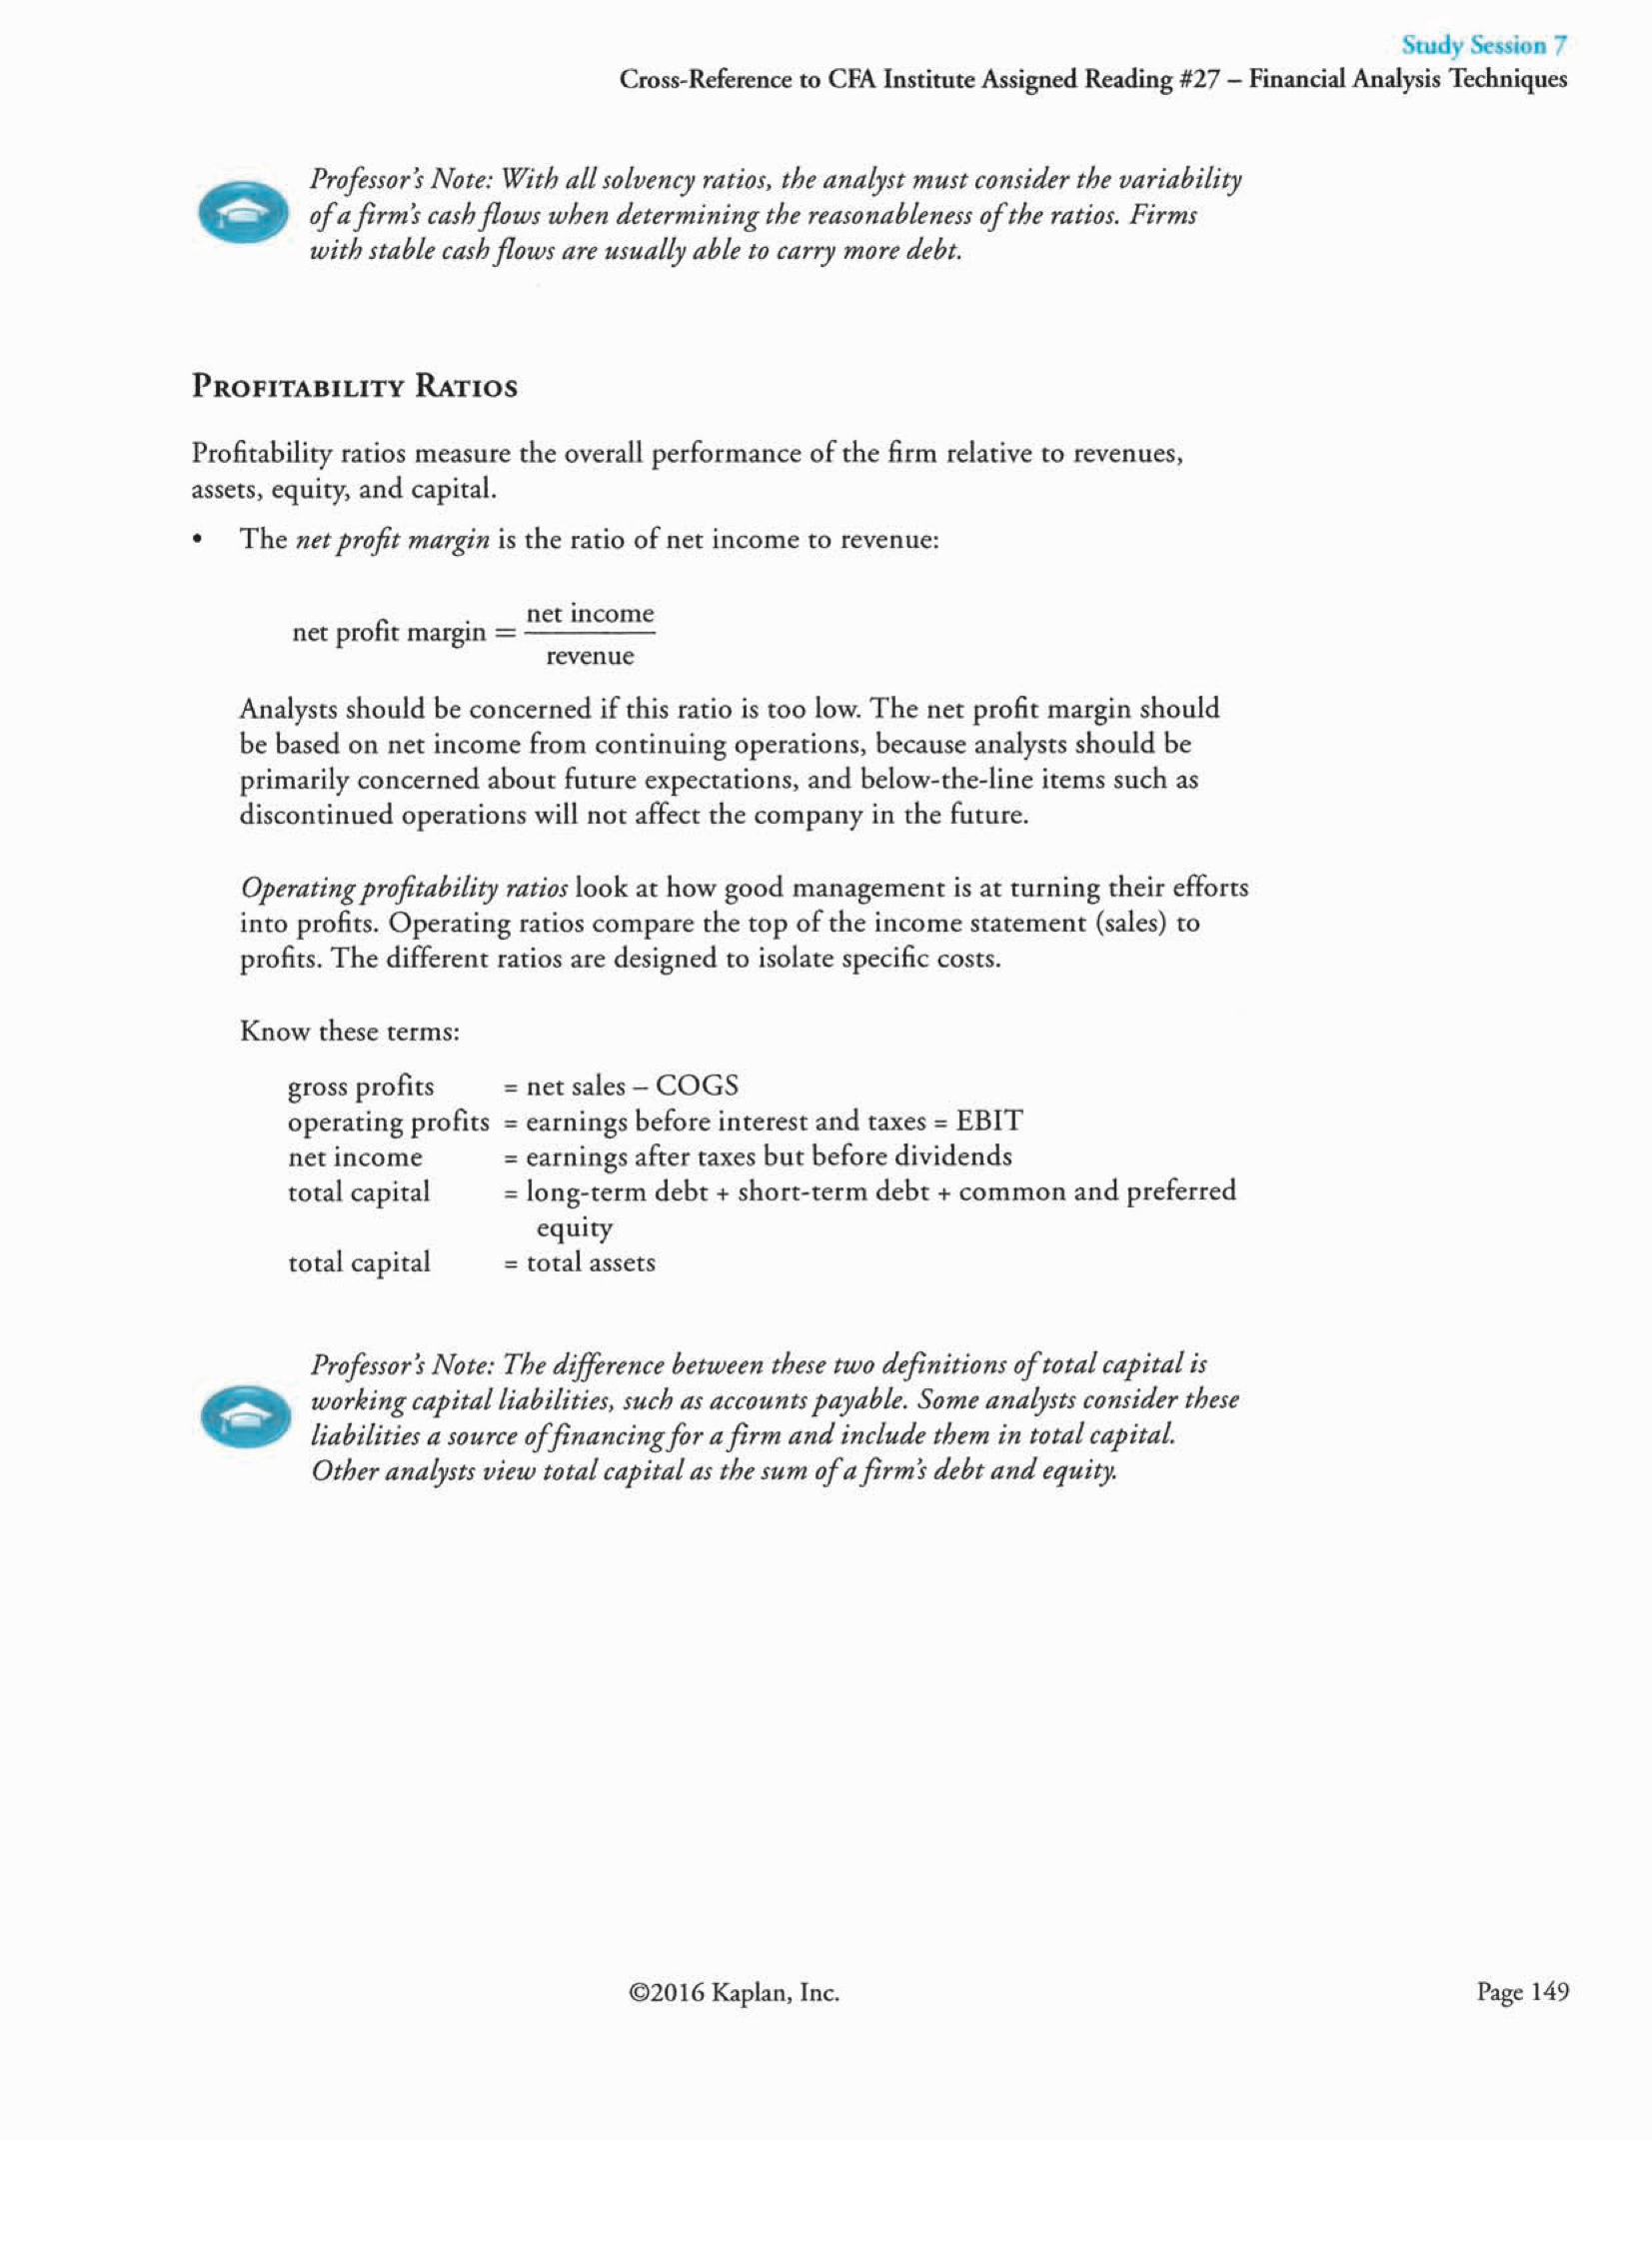 Study Session 7
Cross-Reference to CFA Institute Assigned Reading #27 – Financial Analysis Techniques
Professor's Note: With all solvency ratios, the analyst must consider the variability
of a firm's cash flows when determining the reasonableness of the ratios. Firms
with stable cash flows are usually able to carry more debt.
PROFITABILITY RATIOS
Profitability ratios measure the overall performance of the firm relative to revenues,
assets, equity, and capital.
• The net profit margin is the ratio of net income to revenue:
net profit margin = net income
revenue
Analysts should be concerned if this ratio is too low. The net profit margin should
be based on net income from continuing operations, because analysts should be
primarily concerned about future expectations, and below-the-line items such as
discontinued operations will not affect the company in the future.
Operating profitability ratios look at how good management is at turning their efforts
into profits. Operating ratios compare the top of the income statement (sales) to
profits. The different ratios are designed to isolate specific costs.
Know these terms:
gross profits = net sales – COGS
operating profits = earnings before interest and taxes = EBIT
net income = earnings after taxes but before dividends
total capital = long-term debt + short-term debt + common and preferred
equity
total capital = total assets
Professor's Note: The difference between these two definitions of total capital is
working capital liabilities, such as accounts payable. Some analysts consider these
liabilities a source of financing for a firm and include them in total capital.
Other analysts view total capital as the sum of a firm's debt and equity.
©2016 Kaplan, Inc.
Page 149